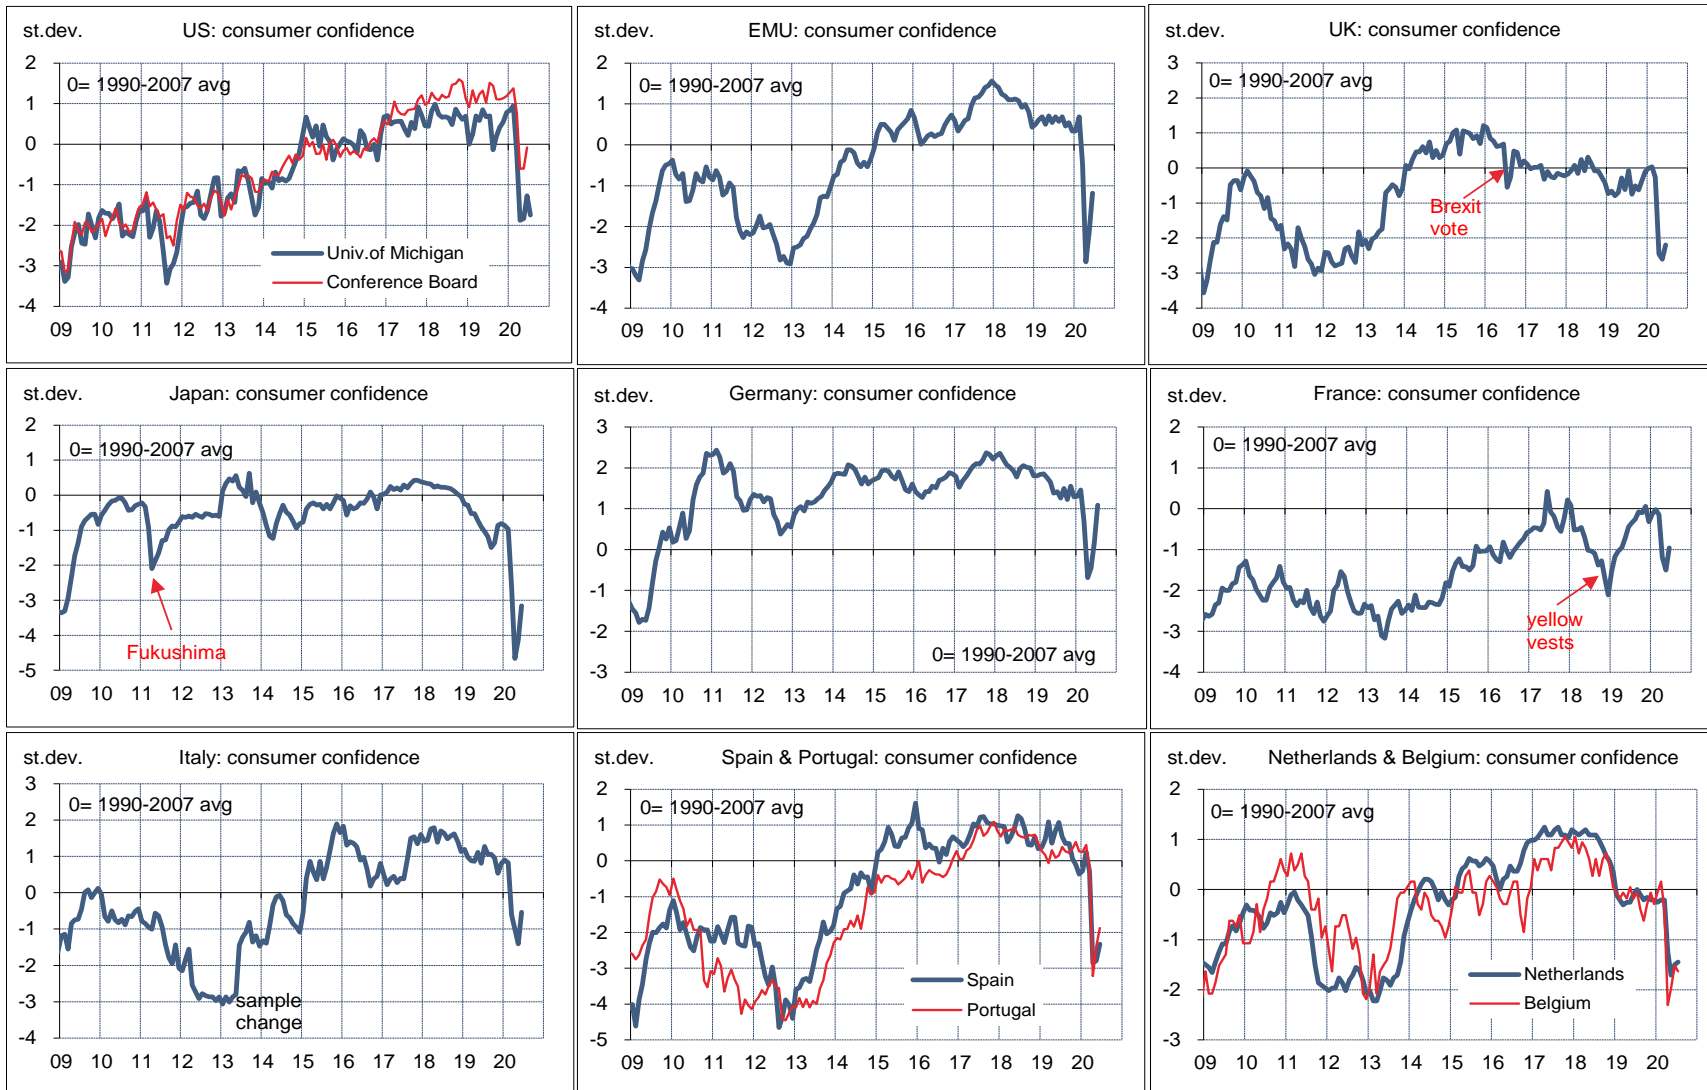 st.dev.
US: consumer confidence
0= 1990-2007 avg
2
1
0
-1
-2
-3
-4
Univ.of Michigan
Conference Board
09 10 11 12 13 14 15 16 17 18 19 20
st.dev.
EMU: consumer confidence
0= 1990-2007 avg
2
1
0
-1
-2
-3
-4
09 10 11 12 13 14 15 16 17 18 19 20
st.dev.
UK: consumer confidence
0= 1990-2007 avg
3
2
1
0
-1
-2
-3
-4
Brexit
vote
09 10 11 12 13 14 15 16 17 18 19 20
st.dev.
Japan: consumer confidence
0= 1990-2007 avg
2
1
0
-1
-2
-3
-4
-5
Fukushima
09 10 11 12 13 14 15 16 17 18 19 20
st.dev.
Germany: consumer confidence
3
2
1
0
-1
-2
-3
0= 1990-2007 avg
09 10 11 12 13 14 15 16 17 18 19 20
st.dev.
France: consumer confidence
0= 1990-2007 avg
2
1
0
-1
-2
-3
-4
yellow
vests
09 10 11 12 13 14 15 16 17 18 19 20
st.dev.
Italy: consumer confidence
0= 1990-2007 avg
3
2
1
0
-1
-2
-3
-4
sample
change
09 10 11 12 13 14 15 16 17 18 19 20
st.dev.
Spain & Portugal: consumer confidence
0= 1990-2007 avg
2
1
0
-1
-2
-3
-4
-5
Spain
Portugal
09 10 11 12 13 14 15 16 17 18 19 20
st.dev.
Netherlands & Belgium: consumer confidence
0= 1990-2007 avg
2
1
0
-1
-2
-3
Netherlands
Belgium
09 10 11 12 13 14 15 16 17 18 19 20